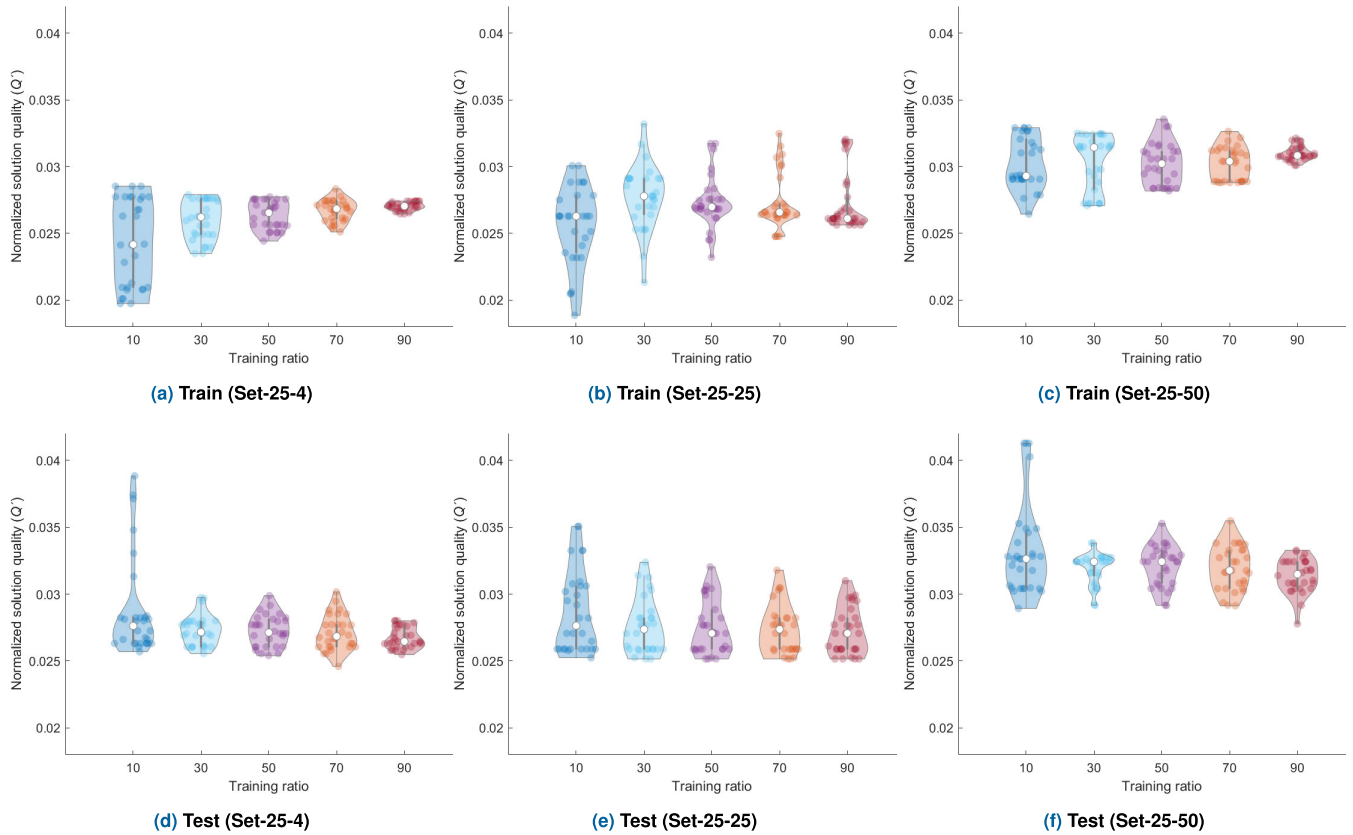 0.04
0.035
0.03
0.025
0.02
Normalized solution quality (Q´)
10 30 50 70 90
Training ratio
(a) Train (Set-25-4)
0.04
0.035
0.03
0.025
0.02
Normalized solution quality (Q´)
10 30 50 70 90
Training ratio
(b) Train (Set-25-25)
0.04
0.035
0.03
0.025
0.02
Normalized solution quality (Q´)
10 30 50 70 90
Training ratio
(c) Train (Set-25-50)
0.04
0.035
0.03
0.025
0.02
Normalized solution quality (Q´)
10 30 50 70 90
Training ratio
(d) Test (Set-25-4)
0.04
0.035
0.03
0.025
0.02
Normalized solution quality (Q´)
10 30 50 70 90
Training ratio
(e) Test (Set-25-25)
0.04
0.035
0.03
0.025
0.02
Normalized solution quality (Q´)
10 30 50 70 90
Training ratio
(f) Test (Set-25-50)